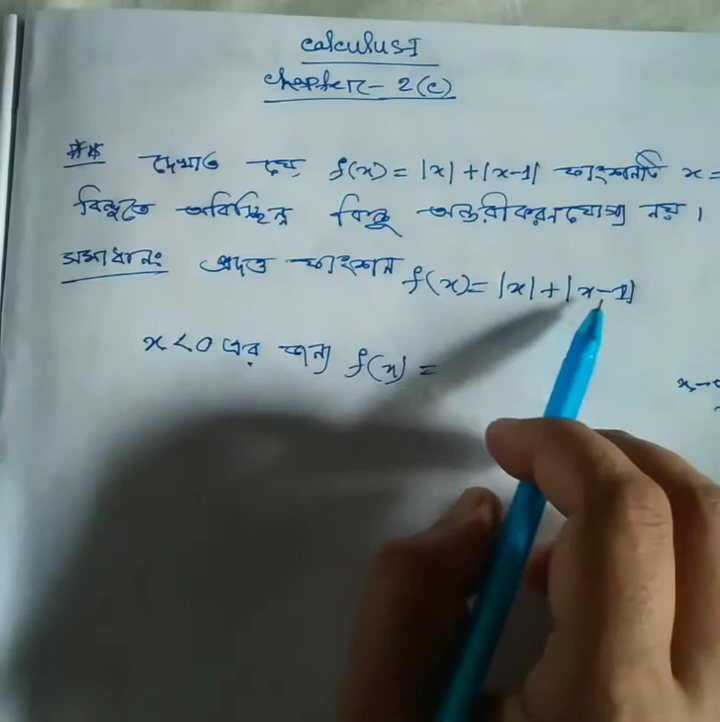 Calculus-I
Chapter - 2(c)
** দেখাও যে, f(x) = |x| + |x-1| ফাংশনটি x =
বিন্দুতে অবিচ্ছিন্ন কিন্তু অন্তরীকরণযোগ্য নয়।
সমাধান: প্রদত্ত ফাংশন f(x) = |x| + |x-1|
x < 0 এর জন্য f(x) =